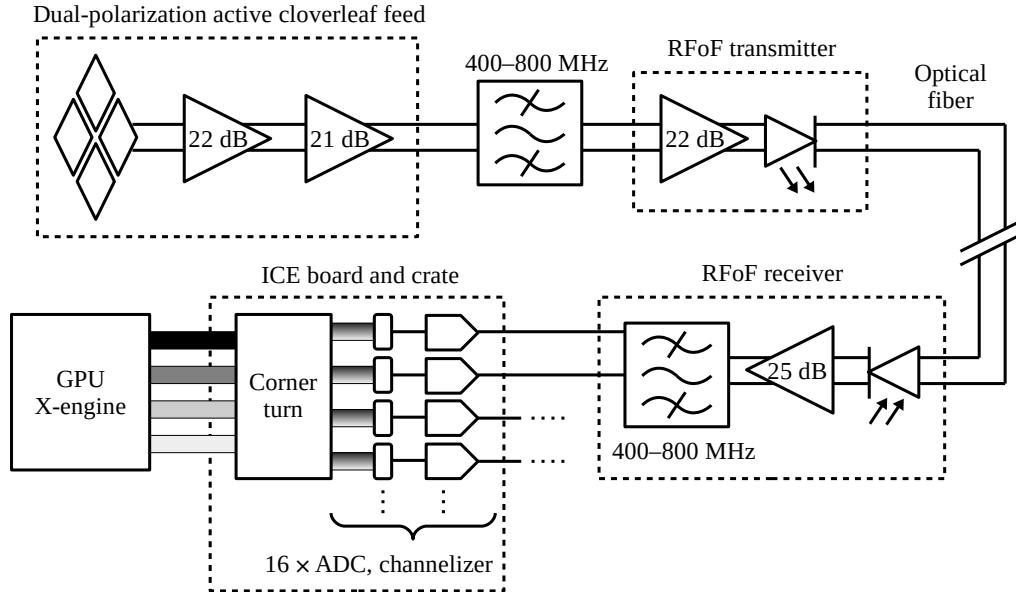 Dual-polarization active cloverleaf feed
22 dB
21 dB
400–800 MHz
RFoF transmitter
22 dB
Optical
fiber
ICE board and crate
RFoF receiver
GPU
X-engine
Corner
turn
25 dB
400–800 MHz
16 × ADC, channelizer